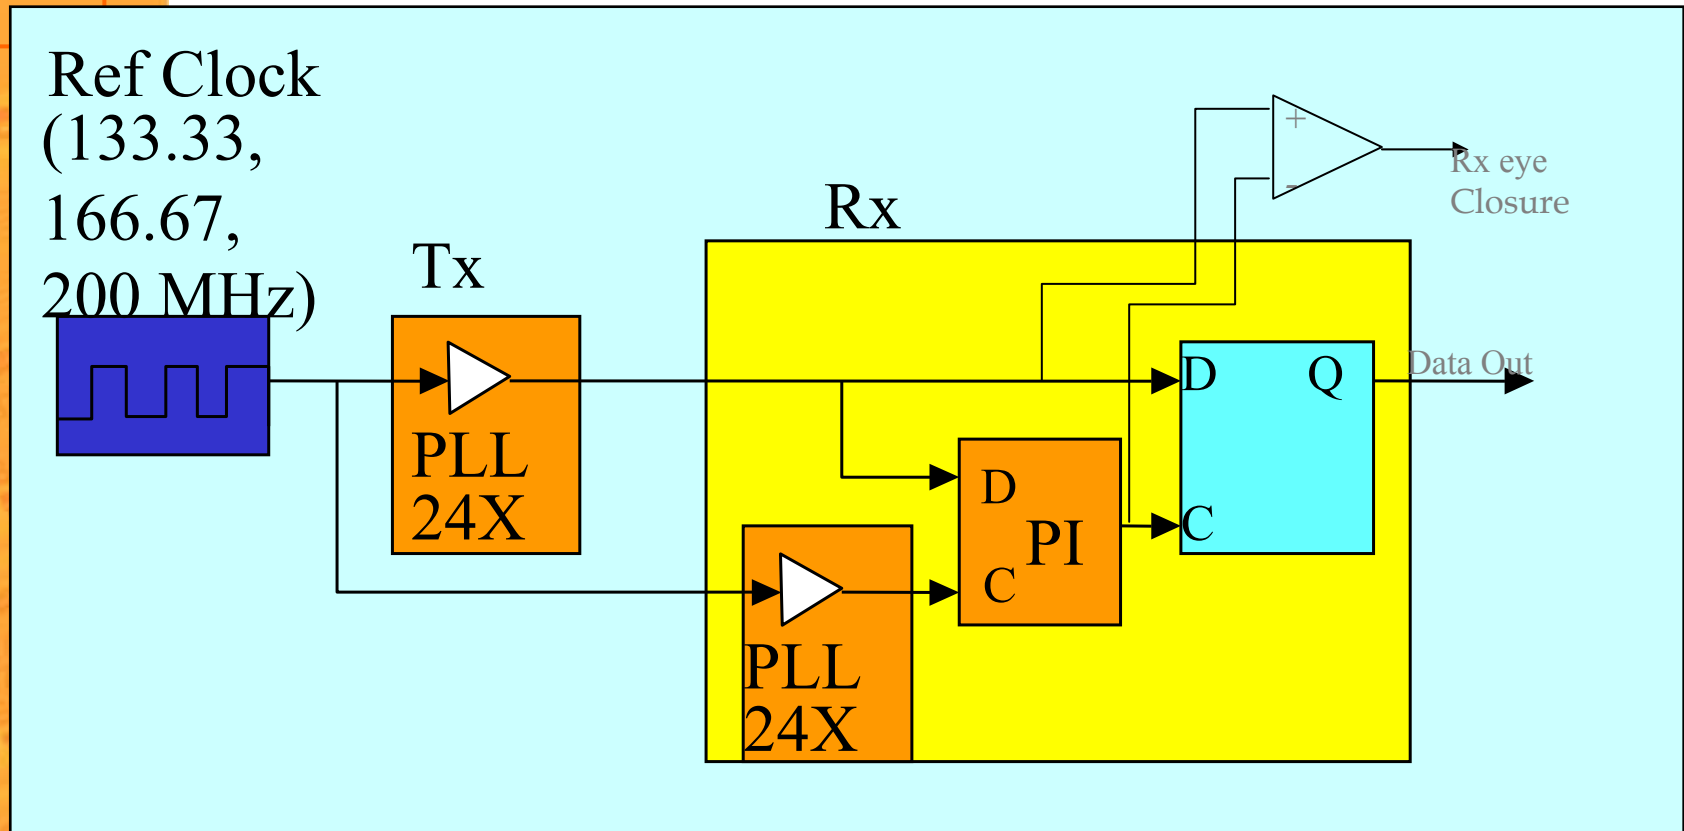 Ref Clock
(133.33,
166.67,
200 MHz)
Tx
Rx
+
-
Rx eye
Closure
PLL
24X
D
Q
Data Out
D
PI
C
C
PLL
24X